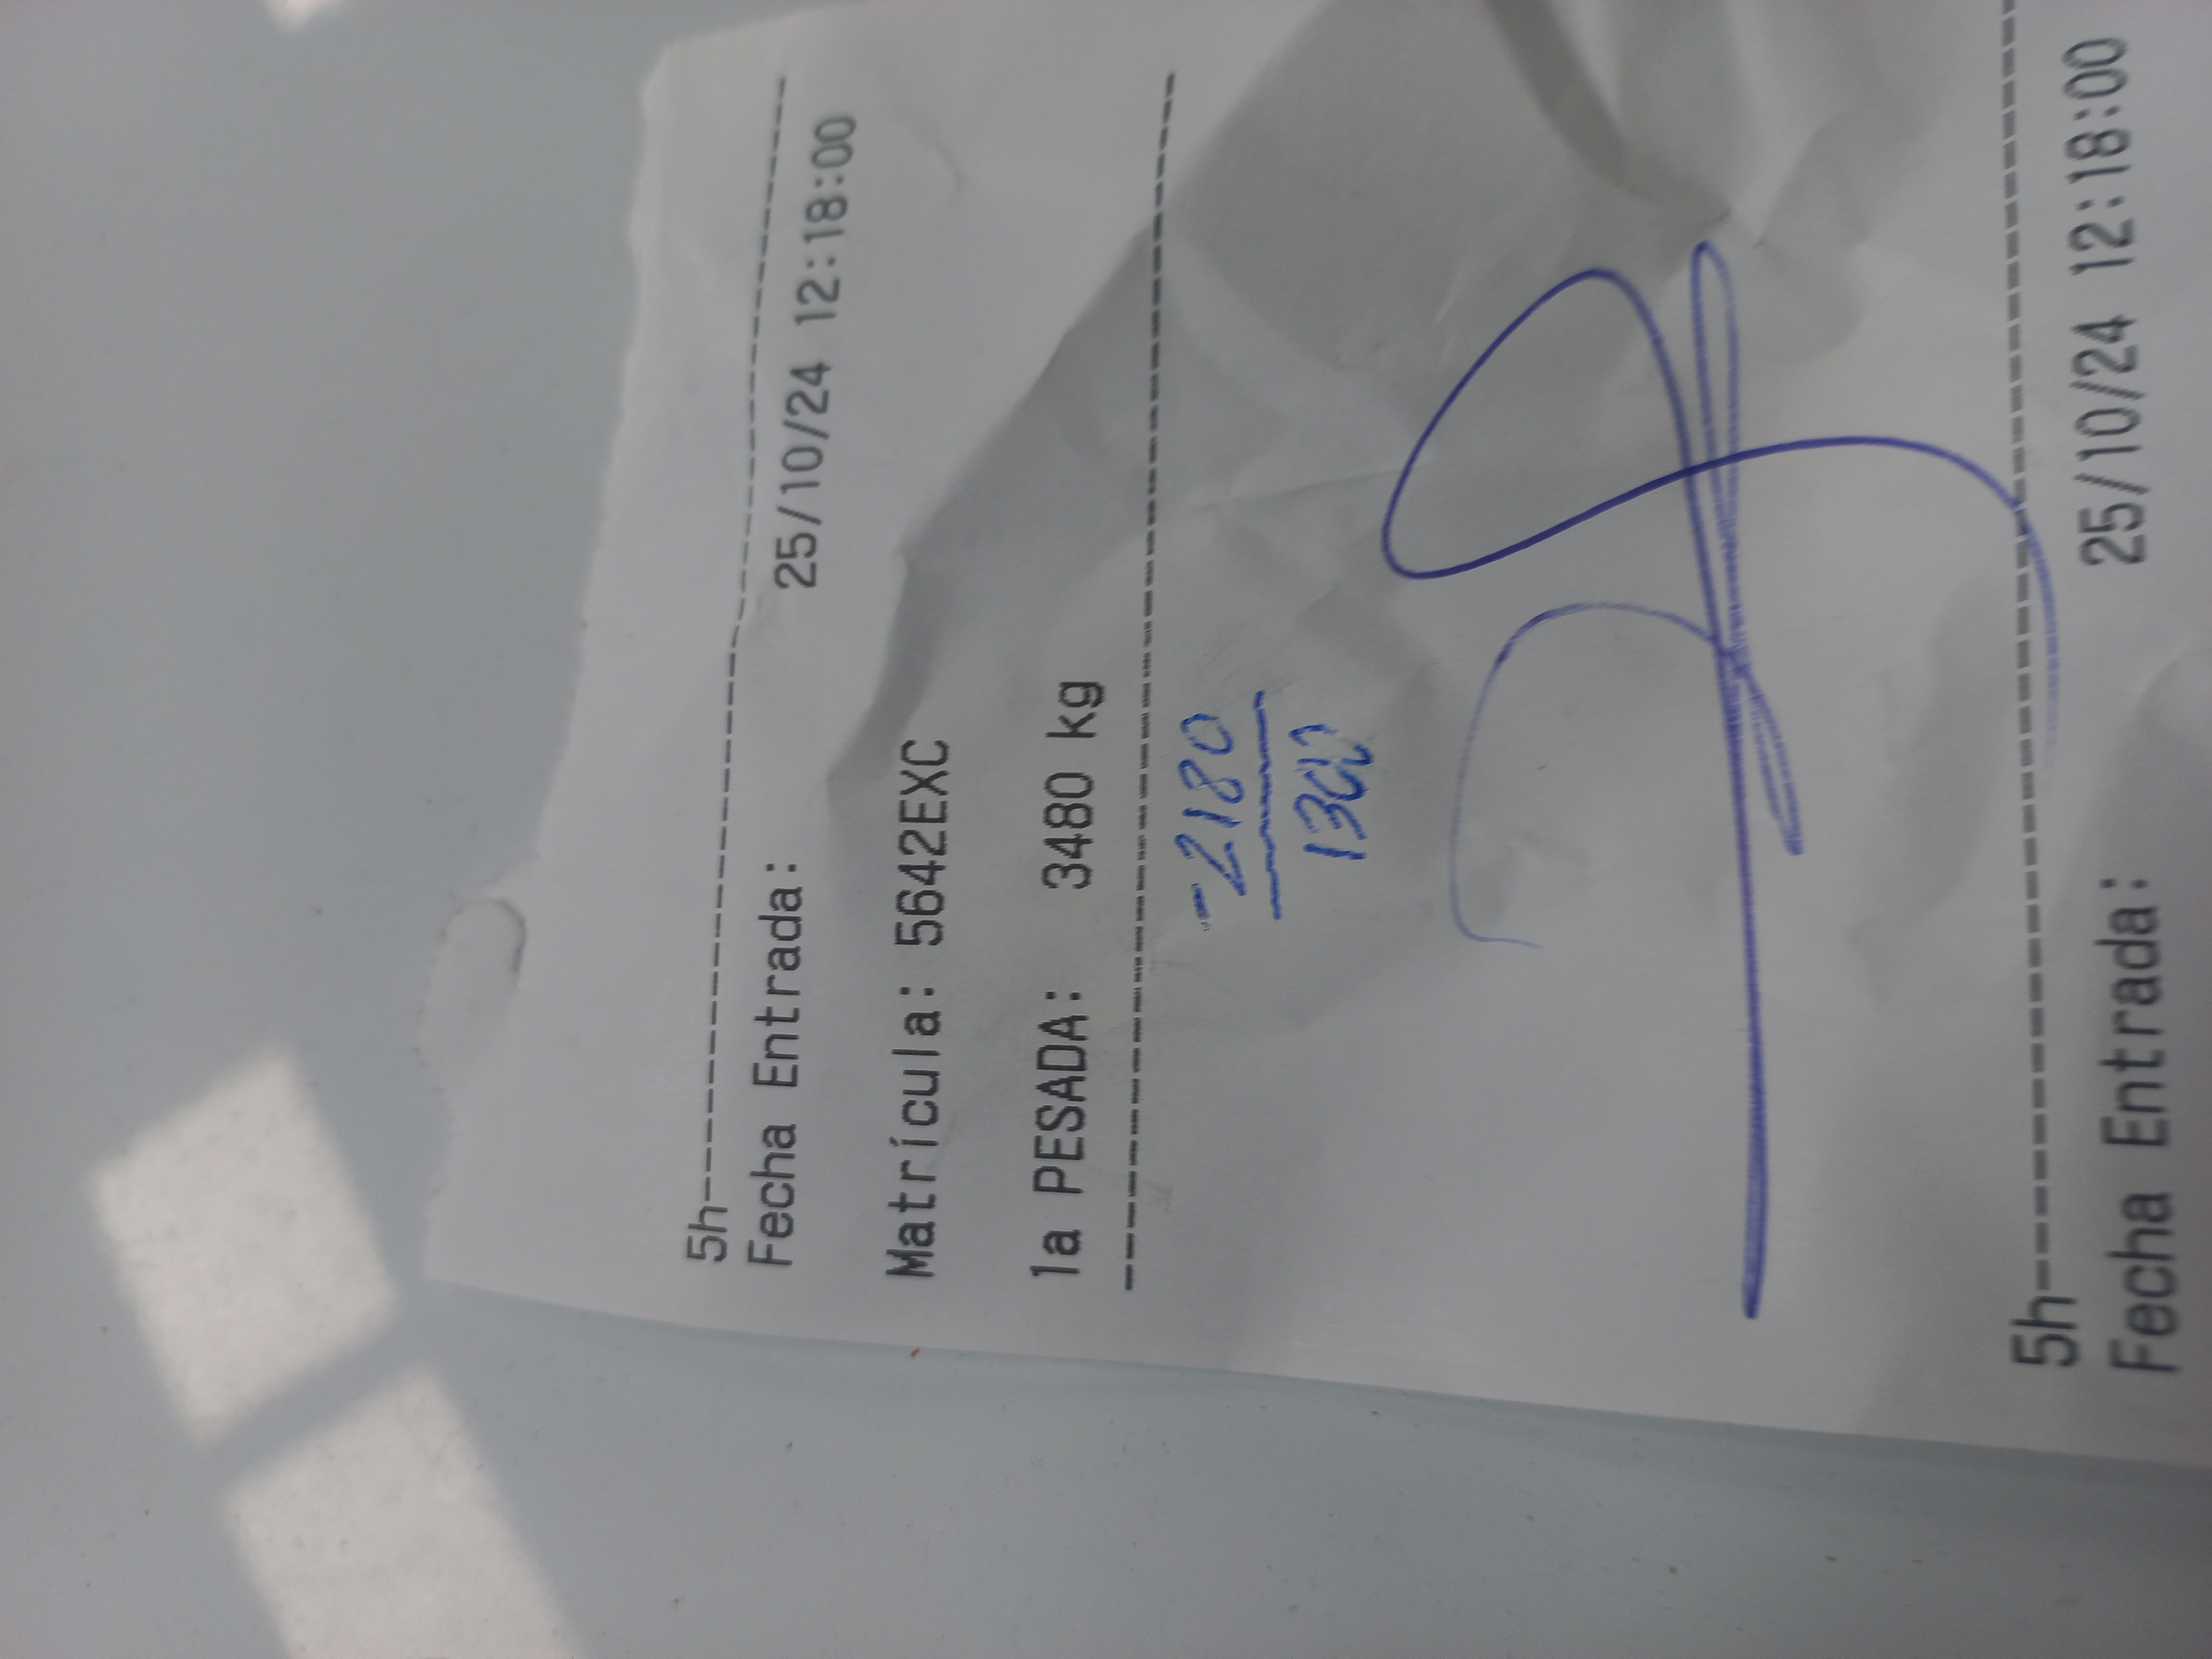 5h------------------------------------
Fecha Entrada:
25/10/24 12:18:00
Matrícula: 5642EXC
1a PESADA: 3480 kg
------------------------------------------
-2180
1300
5h------------------------------------
Fecha Entrada:
25/10/24 12:18:00